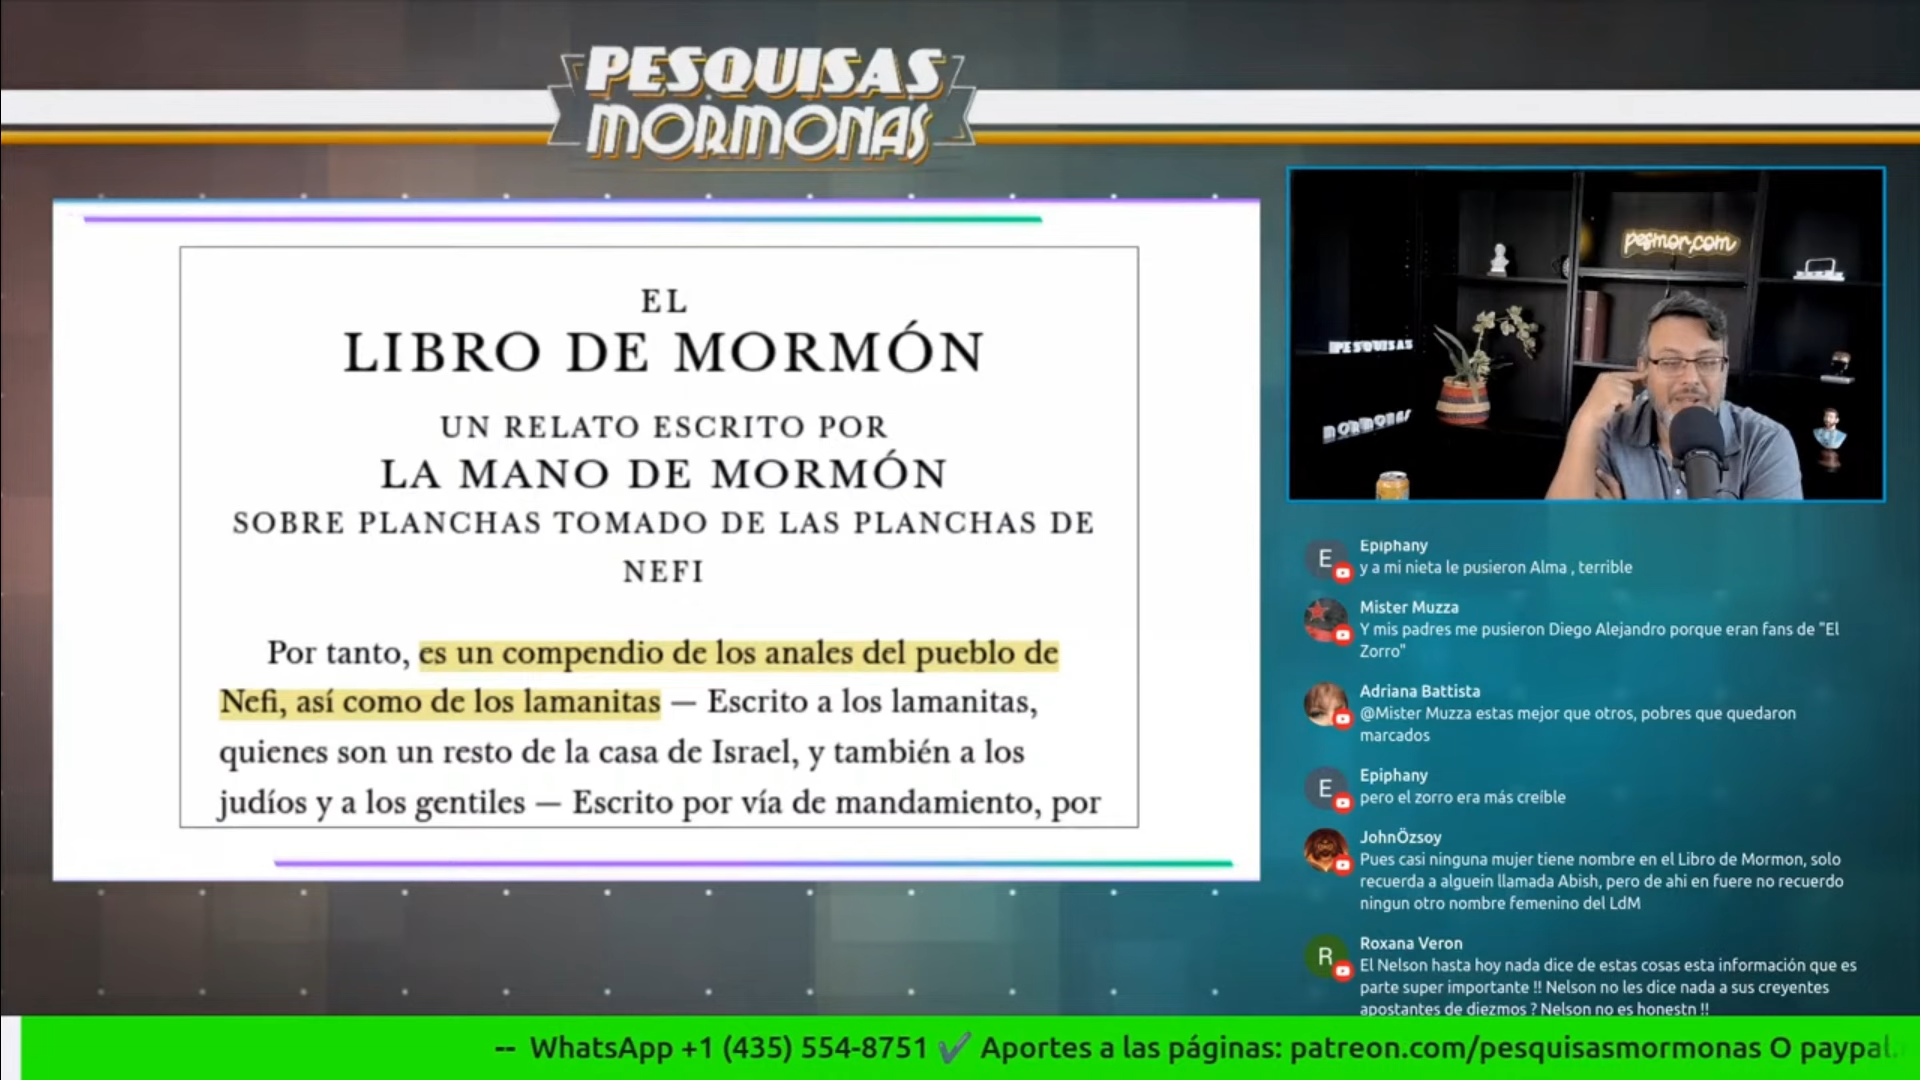 PESQUISAS
MORMONAS
EL
LIBRO DE MORMÓN
UN RELATO ESCRITO POR
LA MANO DE MORMÓN
SOBRE PLANCHAS TOMADO DE LAS PLANCHAS DE
NEFI
Por tanto, es un compendio de los anales del pueblo de
Nefi, así como de los lamanitas — Escrito a los lamanitas,
quienes son un resto de la casa de Israel, y también a los
judíos y a los gentiles — Escrito por vía de mandamiento, por
pesmor.com
PESQUISAS
MORMONAS
E
Epiphany
y a mi nieta le pusieron Alma , terrible
Mister Muzza
Y mis padres me pusieron Diego Alejandro porque eran fans de "El
Zorro"
Adriana Battista
@Mister Muzza estas mejor que otros, pobres que quedaron
marcados
E
Epiphany
pero el zorro era más creíble
JohnÖzsoy
Pues casi ninguna mujer tiene nombre en el Libro de Mormon, solo
recuerda a alguein llamada Abish, pero de ahi en fuere no recuerdo
ningun otro nombre femenino del LdM
R
Roxana Veron
El Nelson hasta hoy nada dice de estas cosas esta información que es
parte super importante !! Nelson no les dice nada a sus creyentes
apostantes de diezmos ? Nelson no es honestn !!
-- WhatsApp +1 (435) 554-8751 ✔ Aportes a las páginas: patreon.com/pesquisasmormonas O paypal.